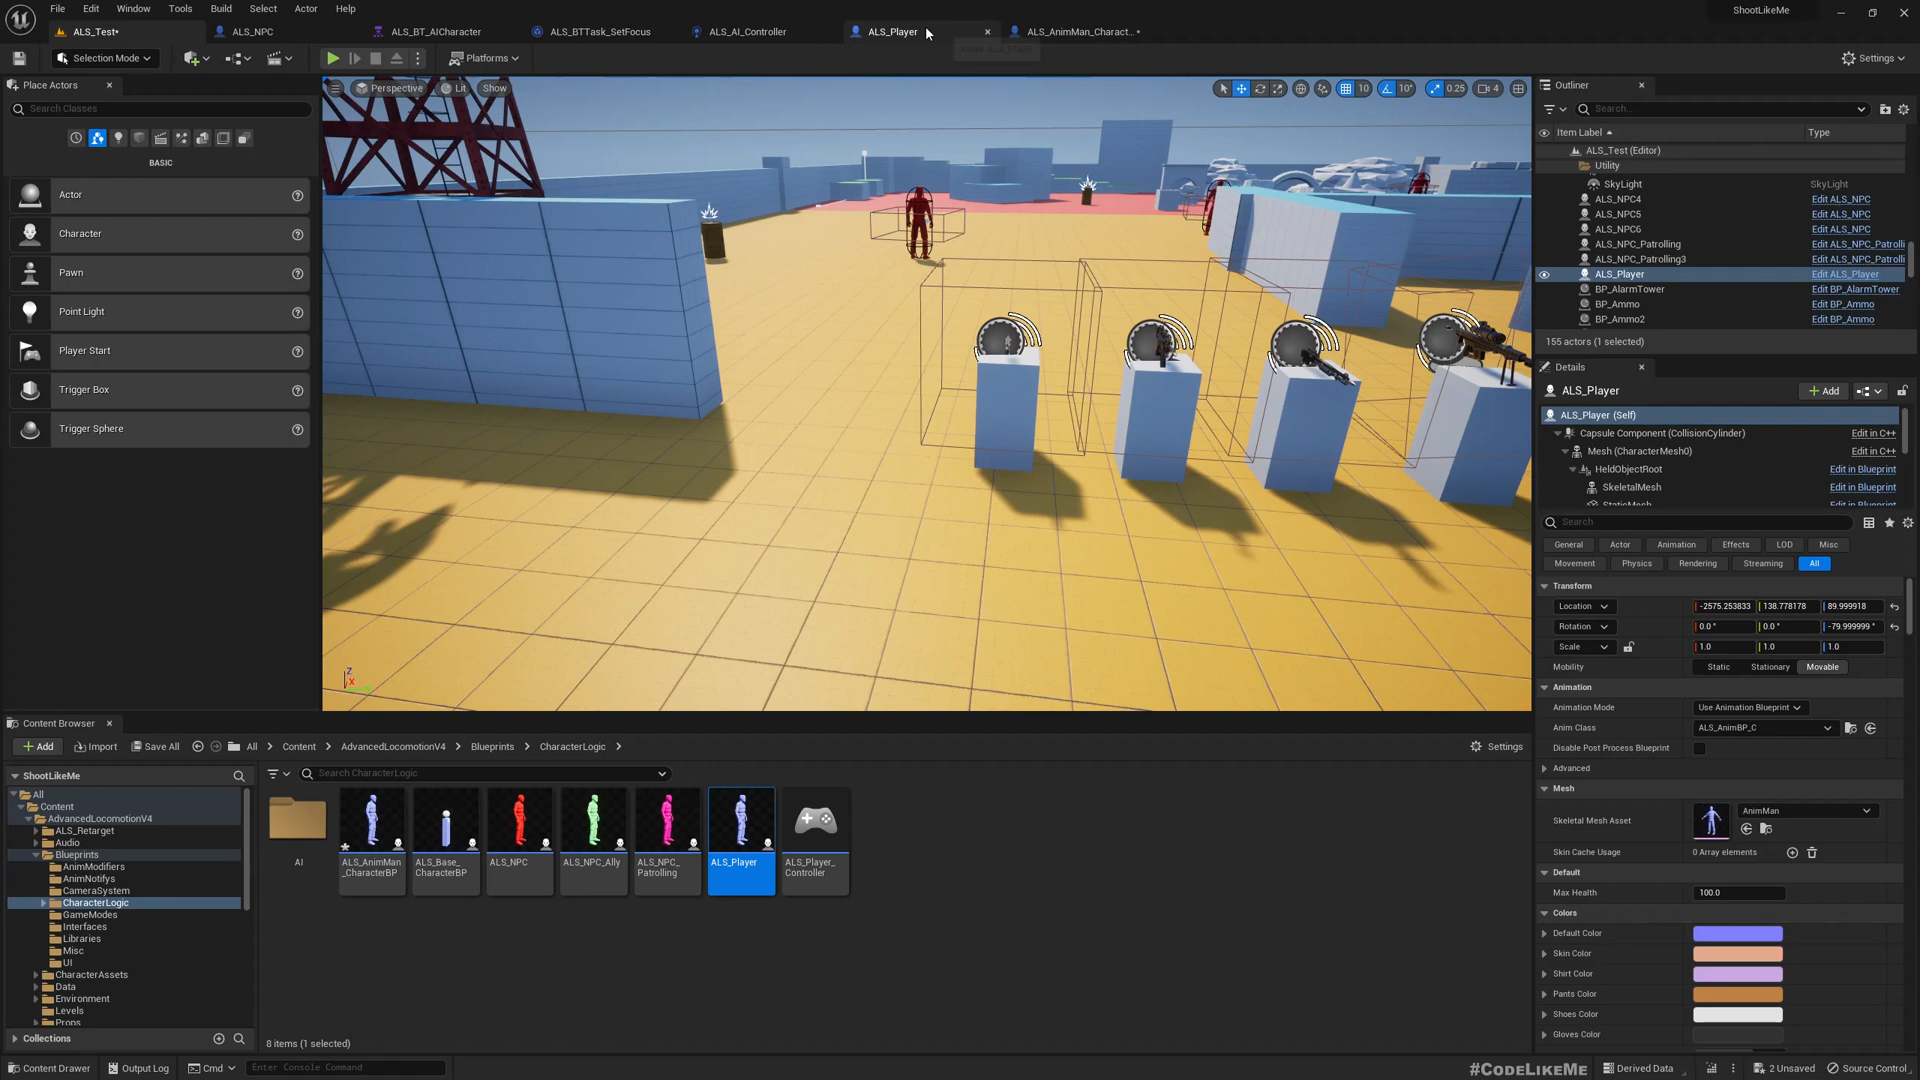 File Edit Window Tools Build Select Actor Help
ShootLikeMe
ALS_Test* ALS_NPC ALS_BT_AICharacter ALS_BTTask_SetFocus ALS_AI_Controller ALS_Player ALS_AnimMan_Charact... *
Selection Mode Platforms Settings
Place Actors
Search Classes
BASIC
Actor
Character
Pawn
Point Light
Player Start
Trigger Box
Trigger Sphere
Perspective Lit Show
10 10° 0.25 4
Z
X
Outliner
Search...
Item Label Type
ALS_Test (Editor)
Utility
SkyLight SkyLight
ALS_NPC4 Edit ALS_NPC
ALS_NPC5 Edit ALS_NPC
ALS_NPC6 Edit ALS_NPC
ALS_NPC_Patrolling Edit ALS_NPC_Patrolli
ALS_NPC_Patrolling3 Edit ALS_NPC_Patrolli
ALS_Player Edit ALS_Player
BP_AlarmTower Edit BP_AlarmTower
BP_Ammo Edit BP_Ammo
BP_Ammo2 Edit BP_Ammo
155 actors (1 selected)
Details
ALS_Player Add
ALS_Player (Self)
Capsule Component (CollisionCylinder) Edit in C++
Mesh (CharacterMesh0) Edit in C++
HeldObjectRoot Edit in Blueprint
SkeletalMesh Edit in Blueprint
StaticMesh Edit in Blueprint
Search
General Actor Animation Effects LOD Misc
Movement Physics Rendering Streaming All
Transform
Location -2575.253833 138.778178 89.999918
Rotation 0.0 ° 0.0 ° -79.999999 °
Scale 1.0 1.0 1.0
Mobility Static Stationary Movable
Animation
Animation Mode Use Animation Blueprint
Anim Class ALS_AnimBP_C
Disable Post Process Blueprint
Advanced
Mesh
Skeletal Mesh Asset AnimMan
Skin Cache Usage 0 Array elements
Default
Max Health 100.0
Colors
Default Color
Skin Color
Shirt Color
Pants Color
Shoes Color
Gloves Color
Content Browser
Add Import Save All All Content AdvancedLocomotionV4 Blueprints CharacterLogic Settings
ShootLikeMe
Search CharacterLogic
All
Content
AdvancedLocomotionV4
ALS_Retarget
Audio
Blueprints
AnimModifiers
AnimNotifys
CameraSystem
CharacterLogic
GameModes
Interfaces
Libraries
Misc
UI
CharacterAssets
Data
Environment
Levels
Props
Collections
AI
ALS_AnimMan
_CharacterBP
ALS_Base_
CharacterBP
ALS_NPC
ALS_NPC_Ally
ALS_NPC_
Patrolling
ALS_Player
ALS_Player_
Controller
8 items (1 selected)
Content Drawer Output Log Cmd Enter Console Command
#CODELIKEME
Derived Data 2 Unsaved Source Control